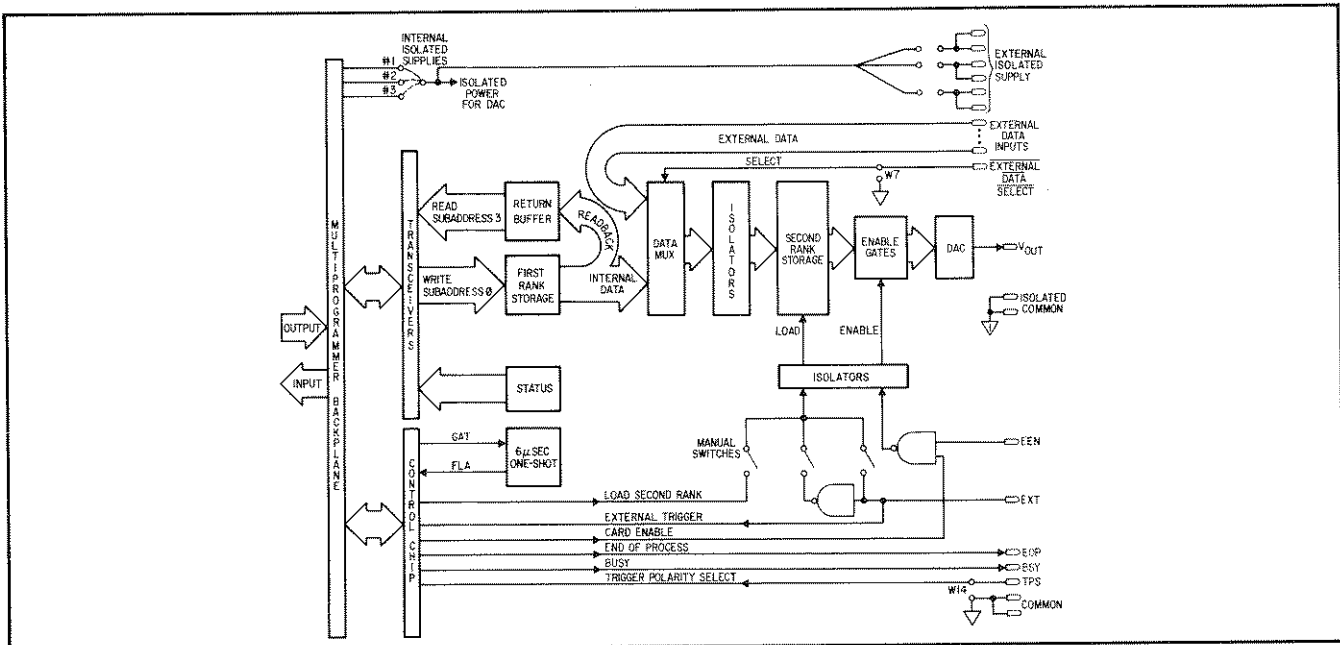 INTERNAL
ISOLATED
SUPPLIES
#1
#2
#3
ISOLATED
POWER
FOR DAC
EXTERNAL
ISOLATED
SUPPLY
EXTERNAL DATA
EXTERNAL
DATA
INPUTS
SELECT
W7
EXTERNAL
DATA
SELECT
MULTIPROGRAMMER BACKPLANE
TRANSCEIVERS
READ
SUBADDRESS 3
RETURN
BUFFER
READBACK
WRITE
SUBADDRESS Ø
FIRST
RANK
STORAGE
INTERNAL
DATA
DATA
MUX
ISOLATORS
SECOND
RANK
STORAGE
ENABLE
GATES
DAC
VOUT
ISOLATED
COMMON
OUTPUT
INPUT
LOAD
ENABLE
ISOLATORS
STATUS
CONTROL CHIP
GAT
FLA
6μSEC
ONE-SHOT
MANUAL
SWITCHES
EEN
LOAD SECOND RANK
EXT
EXTERNAL TRIGGER
CARD ENABLE
END OF PROCESS
EOP
BUSY
BSY
TRIGGER POLARITY SELECT
TPS
W14
COMMON